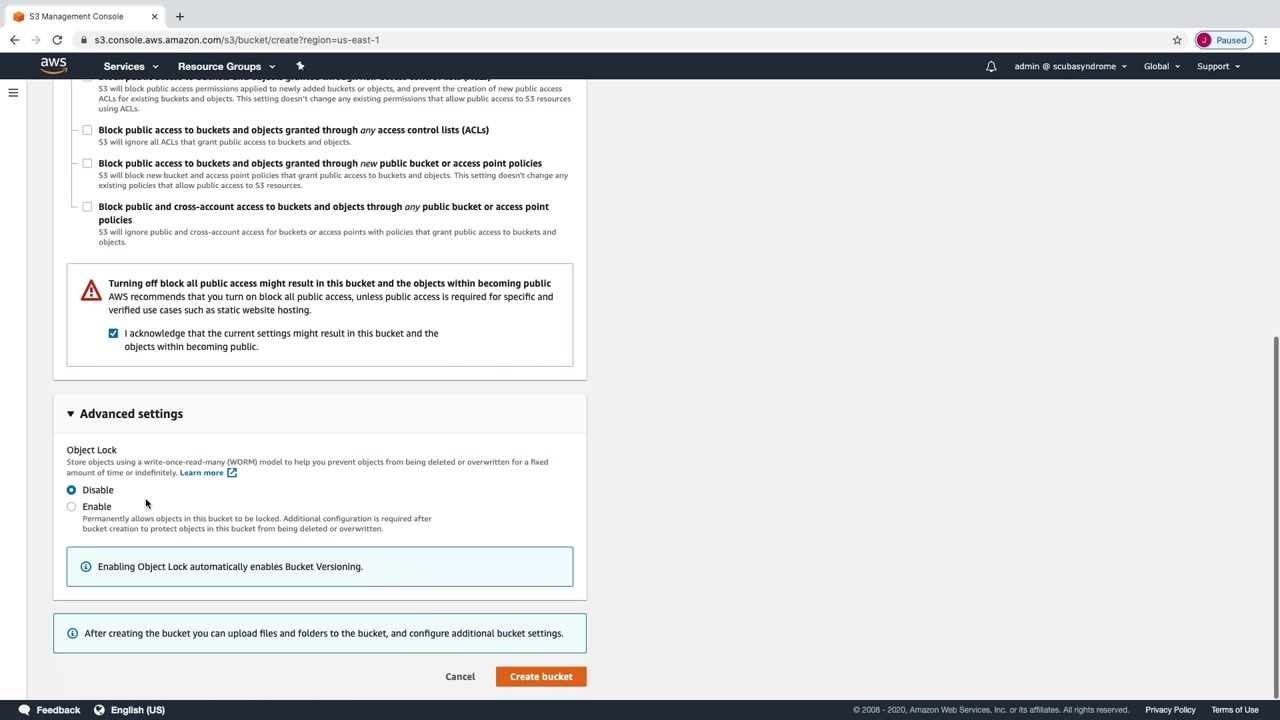 S3 Management Console
s3.console.aws.amazon.com/s3/bucket/create?region=us-east-1
J Paused
aws Services Resource Groups admin @ scubasyndrome Global Support
S3 will block public access permissions applied to newly added buckets or objects, and prevent the creation of new public access
ACLs for existing buckets and objects. This setting doesn't change any existing permissions that allow public access to S3 resources
using ACLs.
Block public access to buckets and objects granted through any access control lists (ACLs)
S3 will ignore all ACLs that grant public access to buckets and objects.
Block public access to buckets and objects granted through new public bucket or access point policies
S3 will block new bucket and access point policies that grant public access to buckets and objects. This setting doesn't change any
existing policies that allow public access to S3 resources.
Block public and cross-account access to buckets and objects through any public bucket or access point
policies
S3 will ignore public and cross-account access for buckets or access points with policies that grant public access to buckets and
objects.
Turning off block all public access might result in this bucket and the objects within becoming public
AWS recommends that you turn on block all public access, unless public access is required for specific and
verified use cases such as static website hosting.
I acknowledge that the current settings might result in this bucket and the
objects within becoming public.
Advanced settings
Object Lock
Store objects using a write-once-read-many (WORM) model to help you prevent objects from being deleted or overwritten for a fixed
amount of time or indefinitely. Learn more
Disable
Enable
Permanently allows objects in this bucket to be locked. Additional configuration is required after
bucket creation to protect objects in this bucket from being deleted or overwritten.
Enabling Object Lock automatically enables Bucket Versioning.
After creating the bucket you can upload files and folders to the bucket, and configure additional bucket settings.
Cancel Create bucket
Feedback English (US) © 2008 - 2020, Amazon Web Services, Inc. or its affiliates. All rights reserved. Privacy Policy Terms of Use